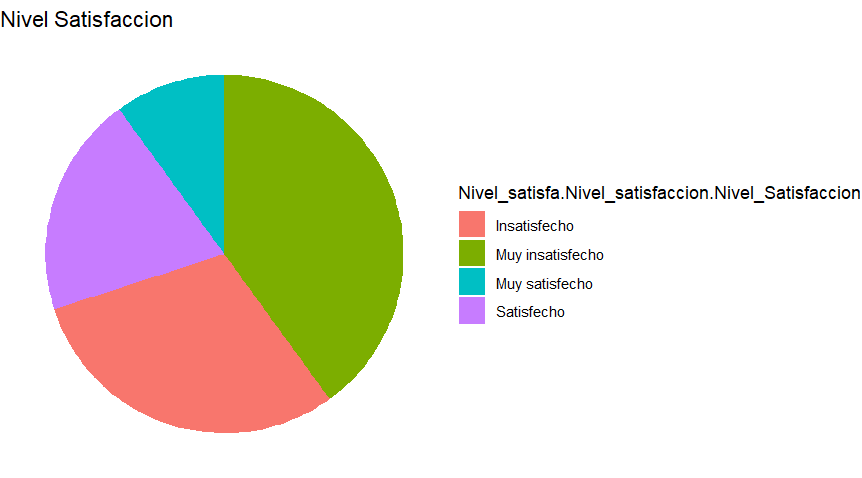 Nivel Satisfaccion
Nivel_satisfa.Nivel_satisfaccion.Nivel_Satisfaccion
Insatisfecho
Muy insatisfecho
Muy satisfecho
Satisfecho